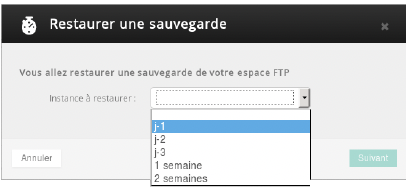 Restaurer une sauvegarde
Vous allez restaurer une sauvegarde de votre espace FTP
Instance à restaurer :
j-1
j-2
j-3
1 semaine
2 semaines
Annuler
Suivant